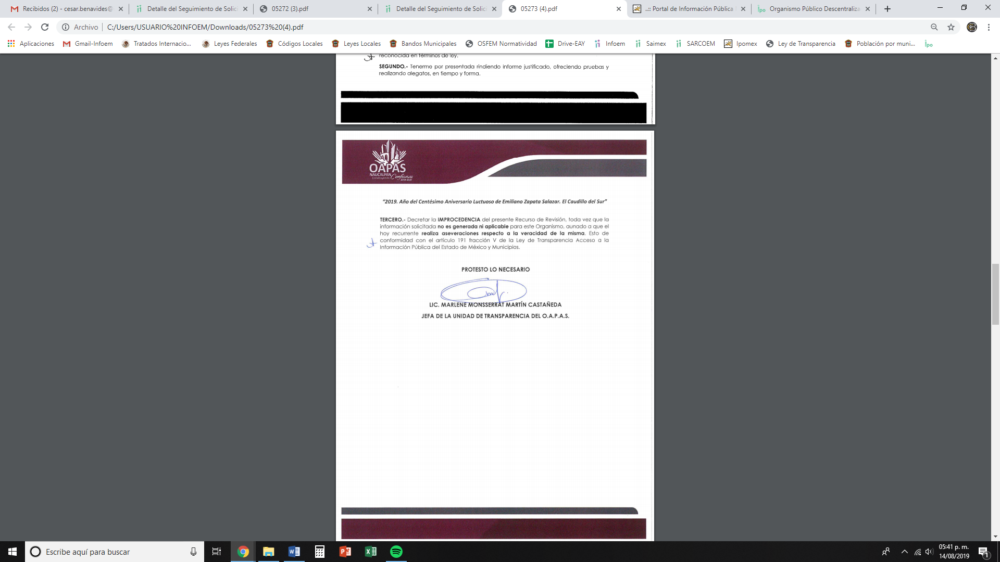 Recibidos (2) - cesar.benavides@
Detalle del Seguimiento de Solici
05272 (3).pdf
Detalle del Seguimiento de Solici
05273 (4).pdf
..:: Portal de Información Pública
Organismo Público Descentraliza
Archivo
C:/Users/USUARIO%20INFOEM/Downloads/05273%20(4).pdf
Aplicaciones
Gmail-Infoem
Tratados Internacio...
Leyes Federales
Códigos Locales
Leyes Locales
Bandos Municipales
OSFEM Normatividad
Drive-EAY
Infoem
Saimex
SARCOEM
Ipomex
Ley de Transparencia
Población por muni...
reconocida en términos de ley.
SEGUNDO.- Tenerme por presentada rindiendo informe justificado, ofreciendo pruebas y
realizando alegatos, en tiempo y forma.
OAPAS
NAUCALPAN
Construyendo Confianza
2019-2021
“2019. Año del Centésimo Aniversario Luctuoso de Emiliano Zapata Salazar. El Caudillo del Sur”
TERCERO.- Decretar la IMPROCEDENCIA del presente Recurso de Revisión, toda vez que la
información solicitada no es generada ni aplicable para este Organismo, aunado a que el
hoy recurrente realiza aseveraciones respecto a la veracidad de la misma. Esto de
conformidad con el artículo 191 fracción V de la Ley de Transparencia Acceso a la
Información Pública del Estado de México y Municipios.
PROTESTO LO NECESARIO
LIC. MARLENE MONSSERRAT MARTÍN CASTAÑEDA
JEFA DE LA UNIDAD DE TRANSPARENCIA DEL O.A.P.A.S.
Escribe aquí para buscar
05:41 p. m.
14/08/2019
1